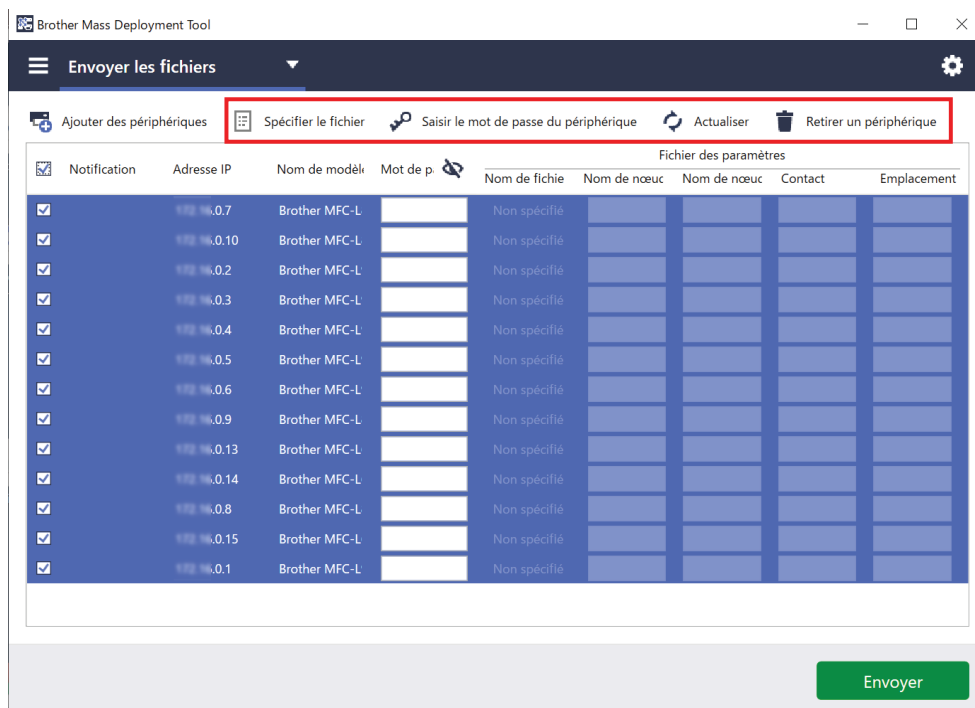 Brother Mass Deployment Tool
Envoyer les fichiers
Ajouter des périphériques Spécifier le fichier Saisir le mot de passe du périphérique Actualiser Retirer un périphérique
Fichier des paramètres
Notification Adresse IP Nom de modèle Mot de p Nom de fichie Nom de nœuc Nom de nœuc Contact Emplacement
.0.7 Brother MFC-L Non spécifié
.0.10 Brother MFC-L Non spécifié
.0.2 Brother MFC-L Non spécifié
.0.3 Brother MFC-L Non spécifié
.0.4 Brother MFC-L Non spécifié
.0.5 Brother MFC-L Non spécifié
.0.6 Brother MFC-L Non spécifié
.0.9 Brother MFC-L Non spécifié
.0.13 Brother MFC-L Non spécifié
.0.14 Brother MFC-L Non spécifié
.0.8 Brother MFC-L Non spécifié
.0.15 Brother MFC-L Non spécifié
.0.1 Brother MFC-L Non spécifié
Envoyer